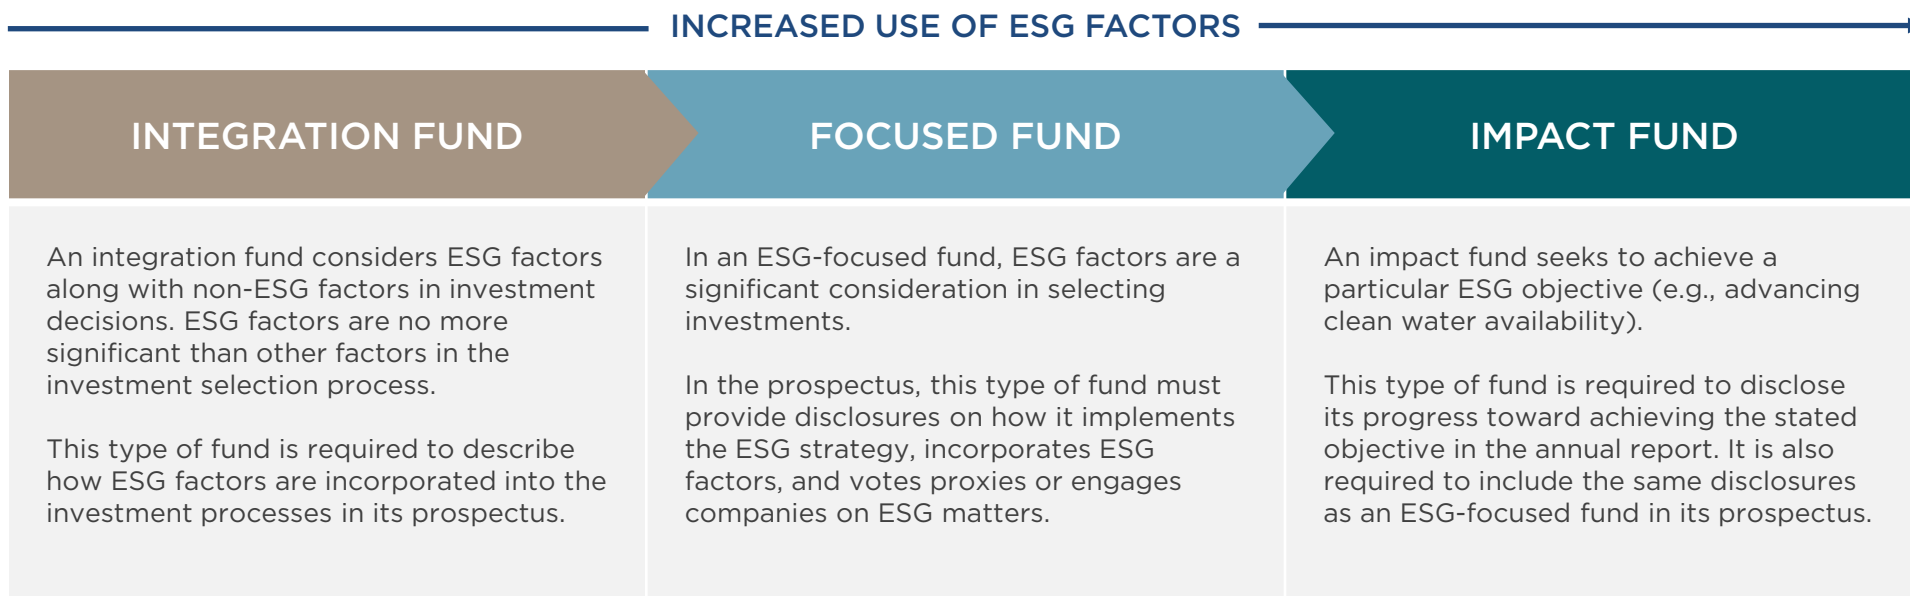 INCREASED USE OF ESG FACTORS
INTEGRATION FUND
FOCUSED FUND
IMPACT FUND
An integration fund considers ESG factors
along with non-ESG factors in investment
decisions. ESG factors are no more
significant than other factors in the
investment selection process.
This type of fund is required to describe
how ESG factors are incorporated into the
investment processes in its prospectus.
In an ESG-focused fund, ESG factors are a
significant consideration in selecting
investments.
In the prospectus, this type of fund must
provide disclosures on how it implements
the ESG strategy, incorporates ESG
factors, and votes proxies or engages
companies on ESG matters.
An impact fund seeks to achieve a
particular ESG objective (e.g., advancing
clean water availability).
This type of fund is required to disclose
its progress toward achieving the stated
objective in the annual report. It is also
required to include the same disclosures
as an ESG-focused fund in its prospectus.